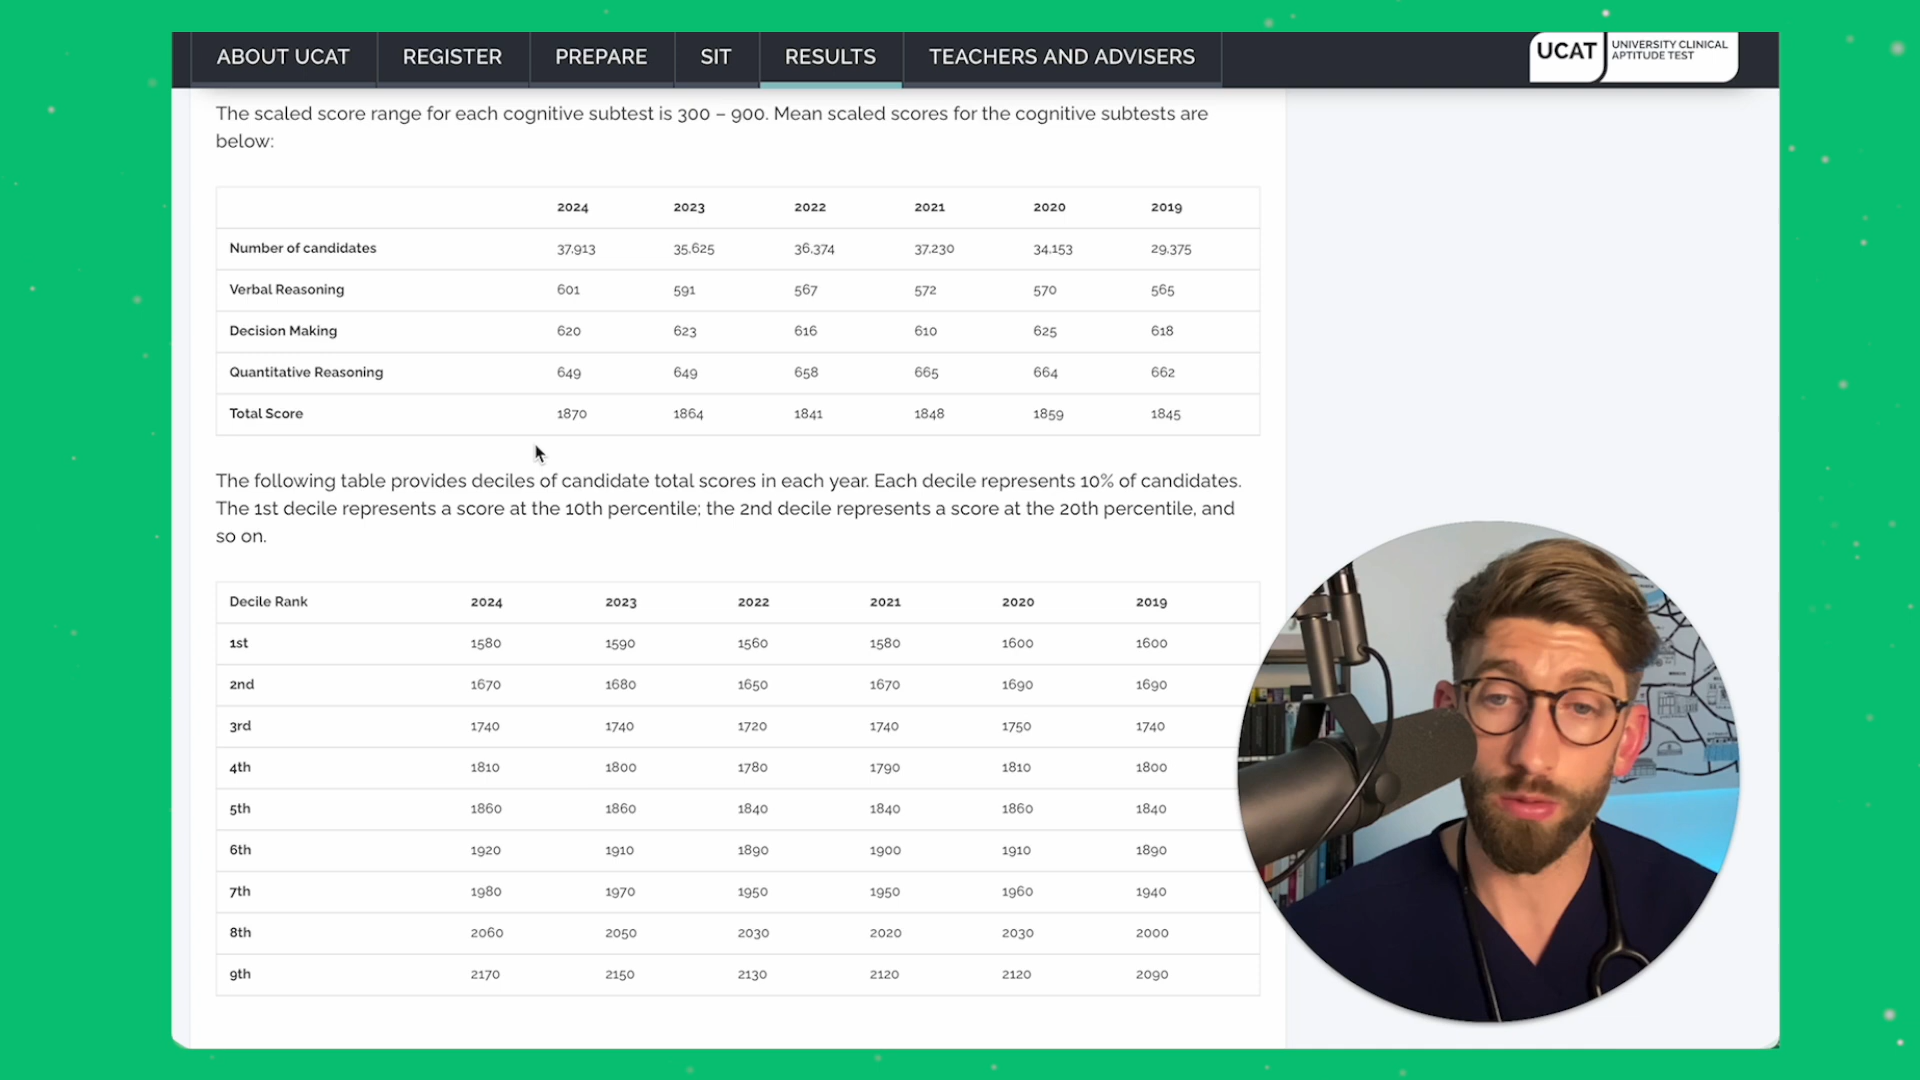 ABOUT UCAT REGISTER PREPARE SIT RESULTS TEACHERS AND ADVISERS
UCAT UNIVERSITY CLINICAL
APTITUDE TEST
The scaled score range for each cognitive subtest is 300 – 900. Mean scaled scores for the cognitive subtests are
below:
2024 2023 2022 2021 2020 2019
Number of candidates 37,913 35,625 36,374 37,230 34,153 29,375
Verbal Reasoning 601 591 567 572 570 565
Decision Making 620 623 616 610 625 618
Quantitative Reasoning 649 649 658 665 664 662
Total Score 1870 1864 1841 1848 1859 1845
The following table provides deciles of candidate total scores in each year. Each decile represents 10% of candidates.
The 1st decile represents a score at the 10th percentile; the 2nd decile represents a score at the 20th percentile, and
so on.
Decile Rank 2024 2023 2022 2021 2020 2019
1st 1580 1590 1560 1580 1600 1600
2nd 1670 1680 1650 1670 1690 1690
3rd 1740 1740 1720 1740 1750 1740
4th 1810 1800 1780 1790 1810 1800
5th 1860 1860 1840 1840 1860 1840
6th 1920 1910 1890 1900 1910 1890
7th 1980 1970 1950 1950 1960 1940
8th 2060 2050 2030 2020 2030 2000
9th 2170 2150 2130 2120 2120 2090